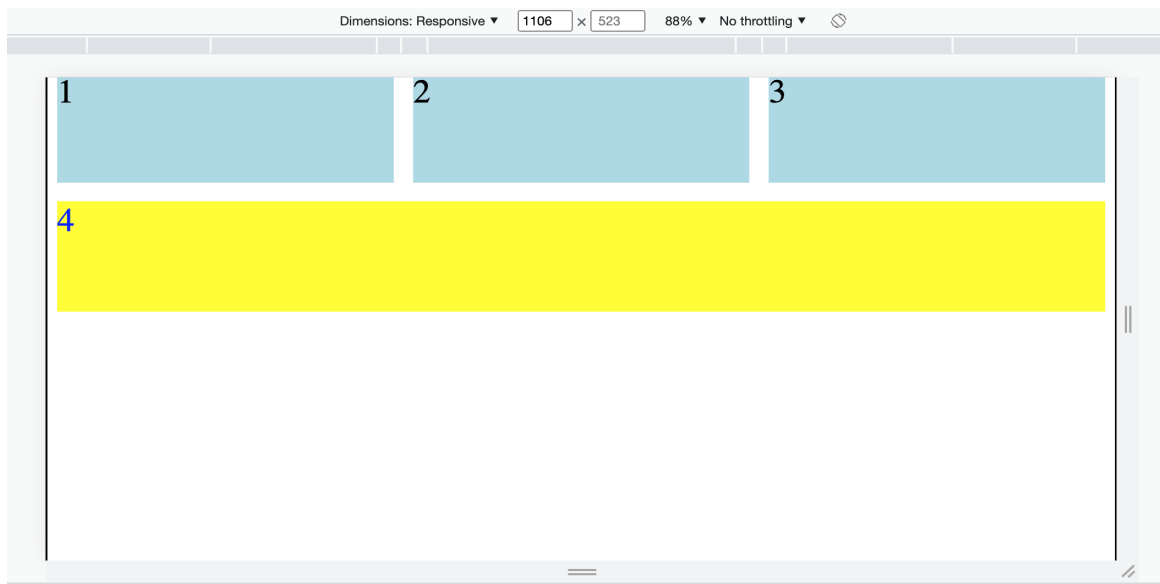 Dimensions: Responsive ▼ 1106 × 523 88% ▼ No throttling ▼
1 2 3
4